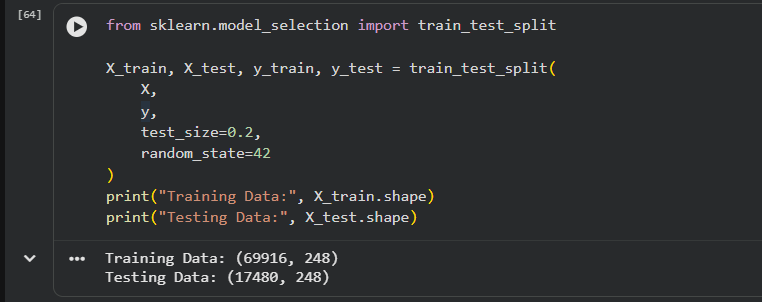 [64]
from sklearn.model_selection import train_test_split
X_train, X_test, y_train, y_test = train_test_split(
X,
y,
test_size=0.2,
random_state=42
)
print("Training Data:", X_train.shape)
print("Testing Data:", X_test.shape)
Training Data: (69916, 248)
Testing Data: (17480, 248)